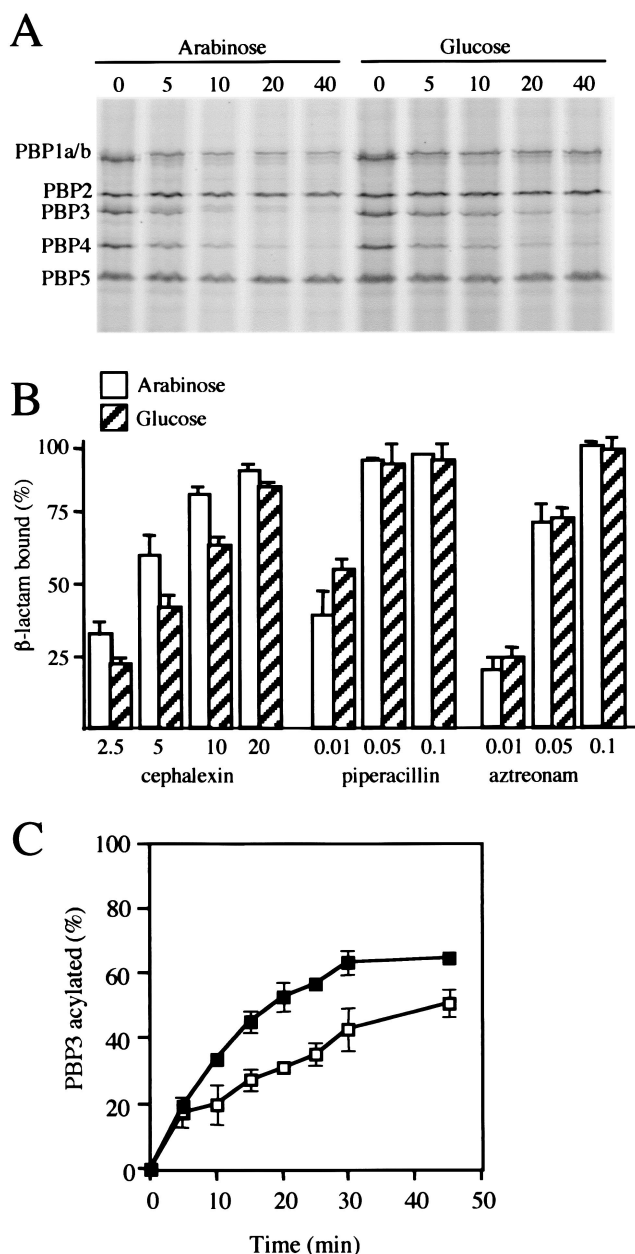 A
Arabinose Glucose
0 5 10 20 40 0 5 10 20 40
PBP1a/b
PBP2
PBP3
PBP4
PBP5
B
Arabinose
Glucose
β-lactam bound (%)
100
75
50
25
2.5 5 10 20 0.01 0.05 0.1 0.01 0.05 0.1
cephalexin piperacillin aztreonam
C
PBP3 acylated (%)
100
80
60
40
20
0
0 10 20 30 40 50
Time (min)